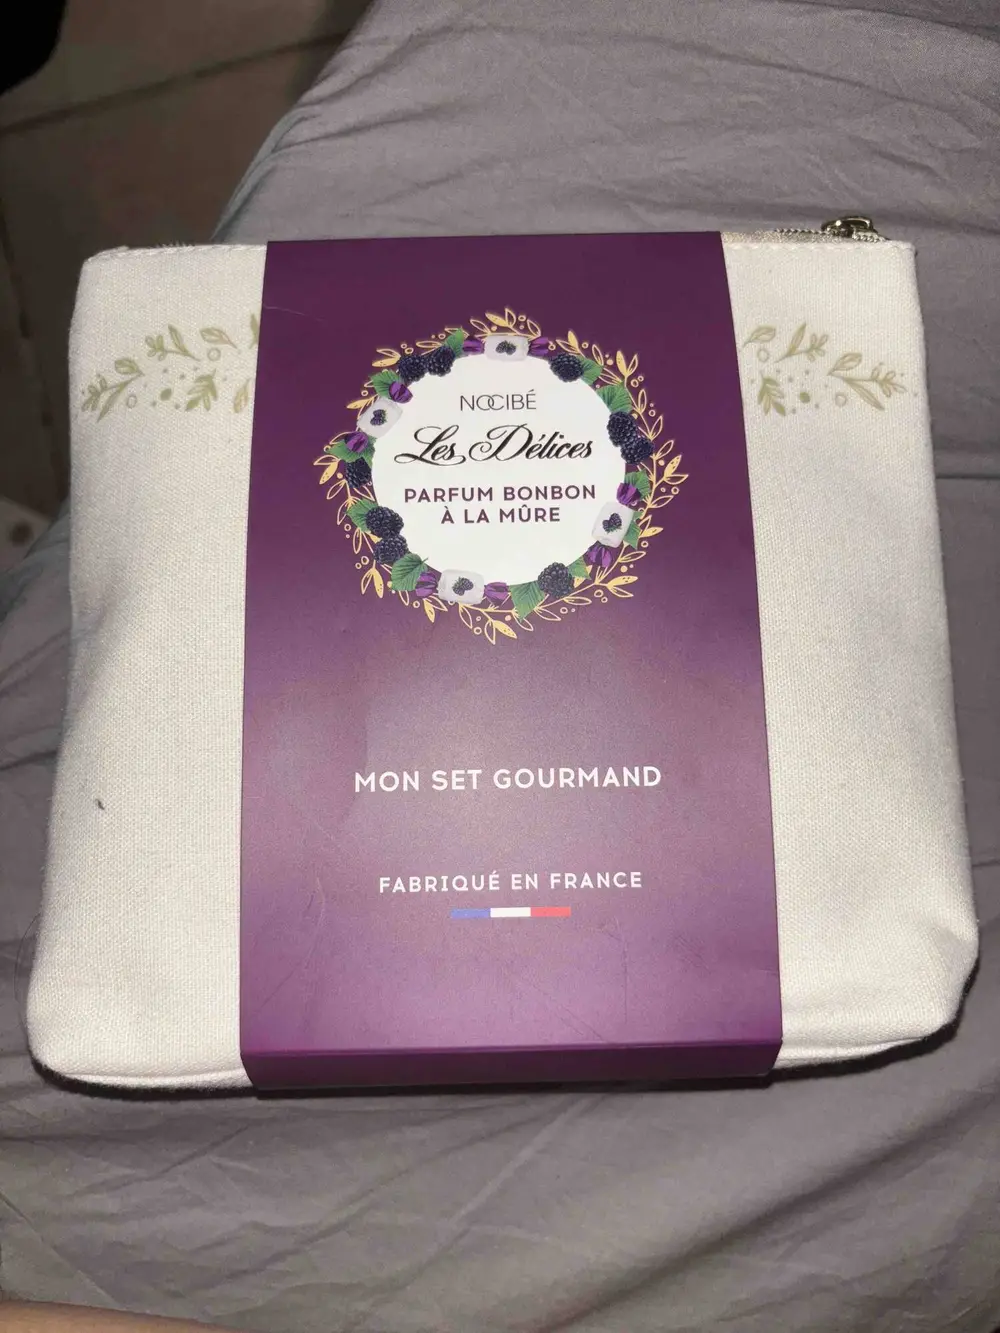 NOCIBÉ
Les Délices
PARFUM BONBON
À LA MÛRE
MON SET GOURMAND
FABRIQUÉ EN FRANCE